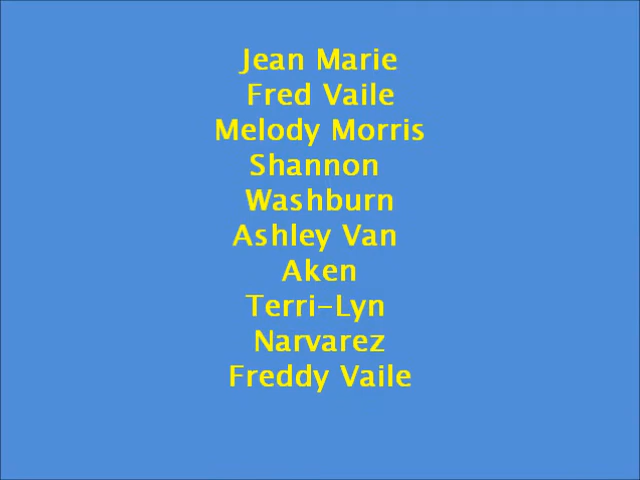 Jean Marie
Fred Vaile
Melody Morris
Shannon
Washburn
Ashley Van
Aken
Terri-Lyn
Narvarez
Freddy Vaile